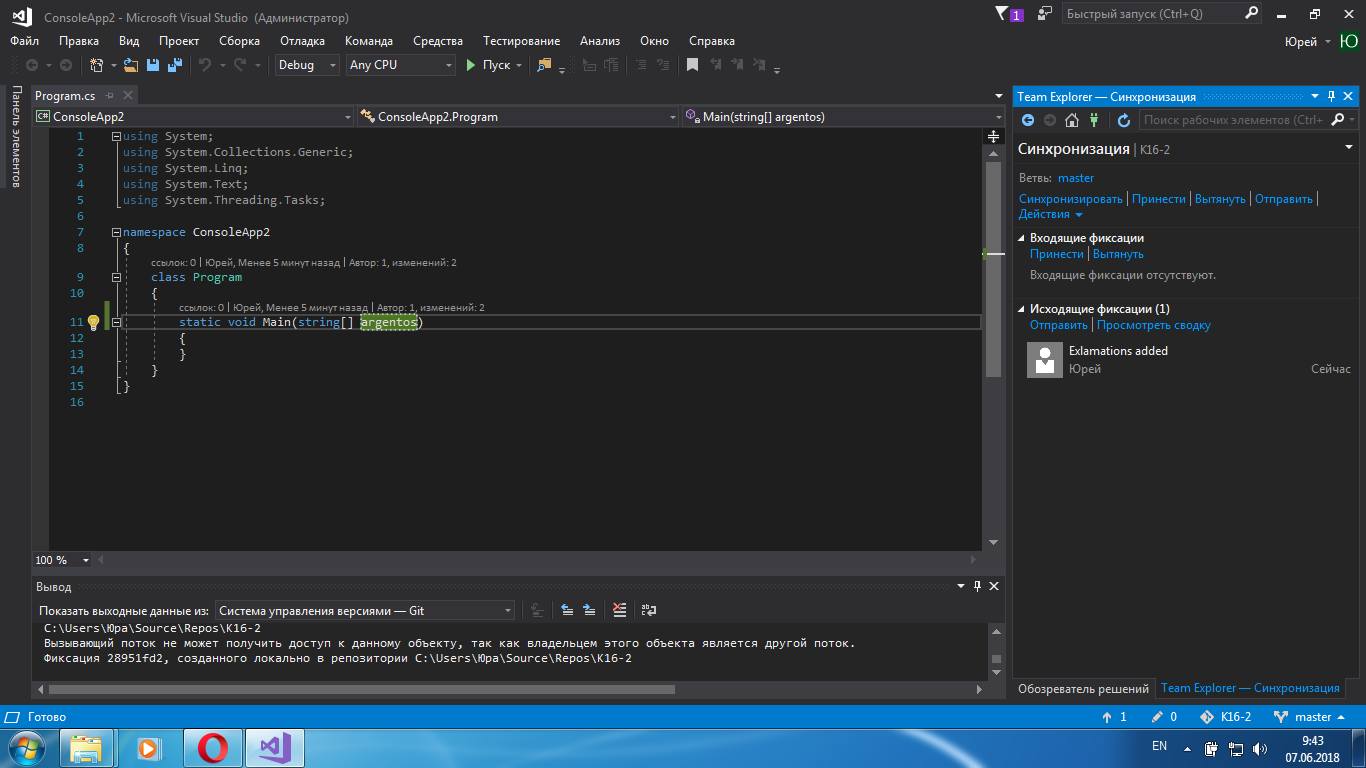 ConsoleApp2 - Microsoft Visual Studio (Администратор)
1
Быстрый запуск (Ctrl+Q)
Файл Правка Вид Проект Сборка Отладка Команда Средства Тестирование Анализ Окно Справка
Юрей Ю
Debug Any CPU Пуск
Панель элементов
Program.cs
C# ConsoleApp2 ConsoleApp2.Program Main(string[] argentos)
1 using System;
2 using System.Collections.Generic;
3 using System.Linq;
4 using System.Text;
5 using System.Threading.Tasks;
6
7 namespace ConsoleApp2
8 {
ссылок: 0 | Юрей, Менее 5 минут назад | Автор: 1, изменений: 2
9 class Program
10 {
ссылок: 0 | Юрей, Менее 5 минут назад | Автор: 1, изменений: 2
11 static void Main(string[] argentos)
12 {
13 }
14 }
15 }
16
100 %
Team Explorer — Синхронизация
Поиск рабочих элементов (Ctrl+
Синхронизация | K16-2
Ветвь: master
Синхронизировать | Принести | Вытянуть | Отправить |
Действия
Входящие фиксации
Принести | Вытянуть
Входящие фиксации отсутствуют.
Исходящие фиксации (1)
Отправить | Просмотреть сводку
Exlamations added
Юрей Сейчас
Вывод
Показать выходные данные из: Система управления версиями — Git
C:\Users\Юра\Source\Repos\K16-2
Вызывающий поток не может получить доступ к данному объекту, так как владельцем этого объекта является другой поток.
Фиксация 28951fd2, созданного локально в репозитории C:\Users\Юра\Source\Repos\K16-2
Обозреватель решений Team Explorer — Синхронизация
Готово 1 0 K16-2 master
EN 9:43
07.06.2018